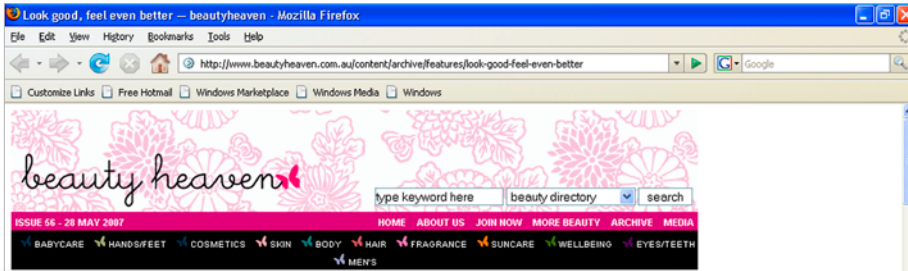 Look good, feel even better — beautyheaven - Mozilla Firefox
File Edit View History Bookmarks Tools Help
http://www.beautyheaven.com.au/content/archive/features/look-good-feel-even-better G Google
Customize Links Free Hotmail Windows Marketplace Windows Media Windows
beauty heaven
type keyword here beauty directory search
ISSUE 56 - 28 MAY 2007 HOME ABOUT US JOIN NOW MORE BEAUTY ARCHIVE MEDIA
BABYCARE HANDS/FEET COSMETICS SKIN BODY HAIR FRAGRANCE SUNCARE WELLBEING EYES/TEETH
MEN'S